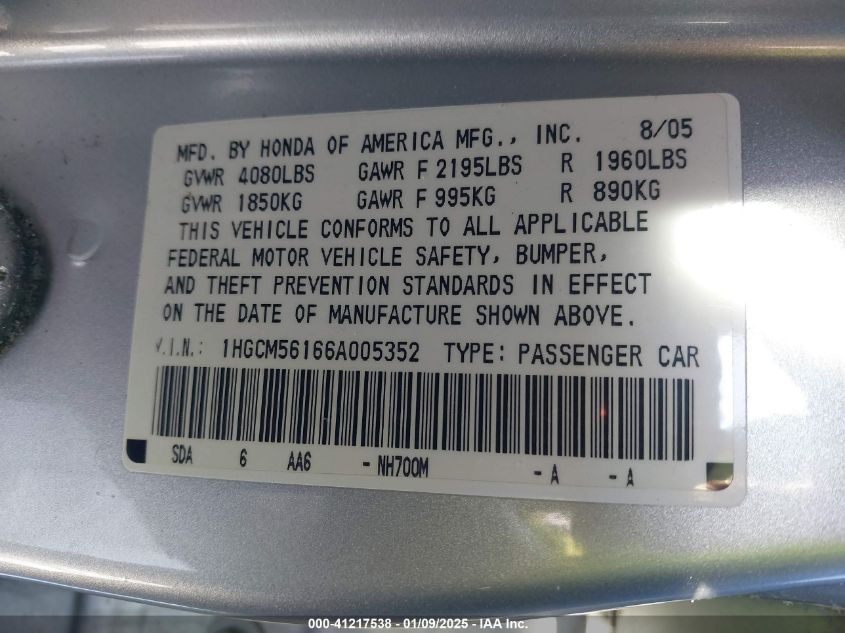 MFD. BY HONDA OF AMERICA MFG., INC. 8/05
GVWR 4080LBS GAWR F 2195LBS R 1960LBS
GVWR 1850KG GAWR F 995KG R 890KG
THIS VEHICLE CONFORMS TO ALL APPLICABLE
FEDERAL MOTOR VEHICLE SAFETY, BUMPER,
AND THEFT PREVENTION STANDARDS IN EFFECT
ON THE DATE OF MANUFACTURE SHOWN ABOVE.
V.I.N.: 1HGCM56166A005352 TYPE: PASSENGER CAR
SDA 6 AA6 - NH700M - A - A
000-41217538 - 01/09/2025 - IAA Inc.